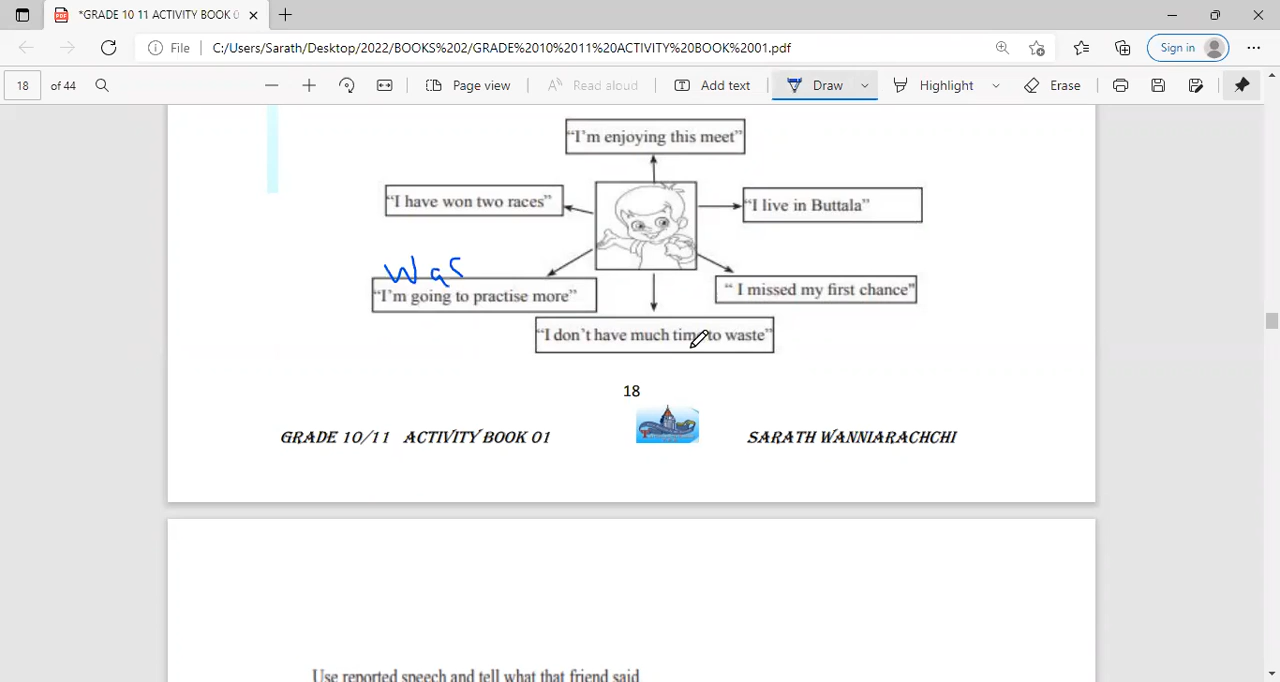 *GRADE 10 11 ACTIVITY BOOK 0
File C:/Users/Sarath/Desktop/2022/BOOKS%202/GRADE%2010%2011%20ACTIVITY%20BOOK%2001.pdf Sign in
18 of 44 Page view Read aloud Add text Draw Highlight Erase
"I'm enjoying this meet"
"I have won two races"
"I live in Buttala"
was
"I'm going to practise more"
" I missed my first chance"
"I don't have much time to waste"
18
GRADE 10/11 ACTIVITY BOOK 01 SARATH WANNIARACHCHI
Use reported speech and tell what that friend said